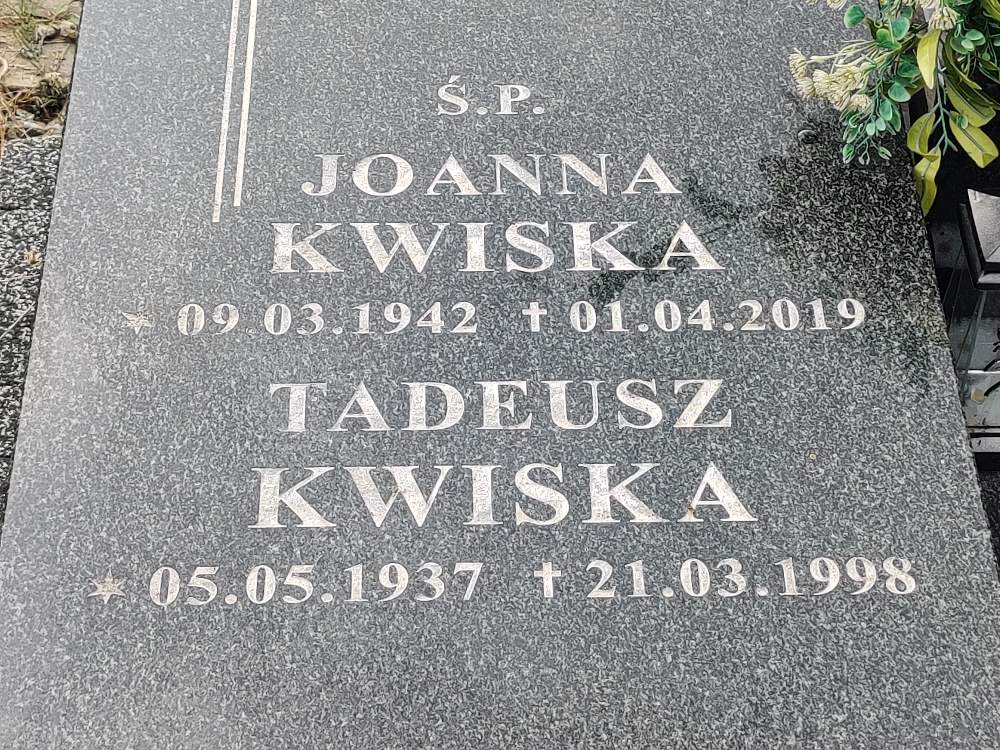 Ś.P.
JOANNA
KWISKA
* 09.03.1942 ✝ 01.04.2019
TADEUSZ
KWISKA
* 05.05.1937 ✝ 21.03.1998